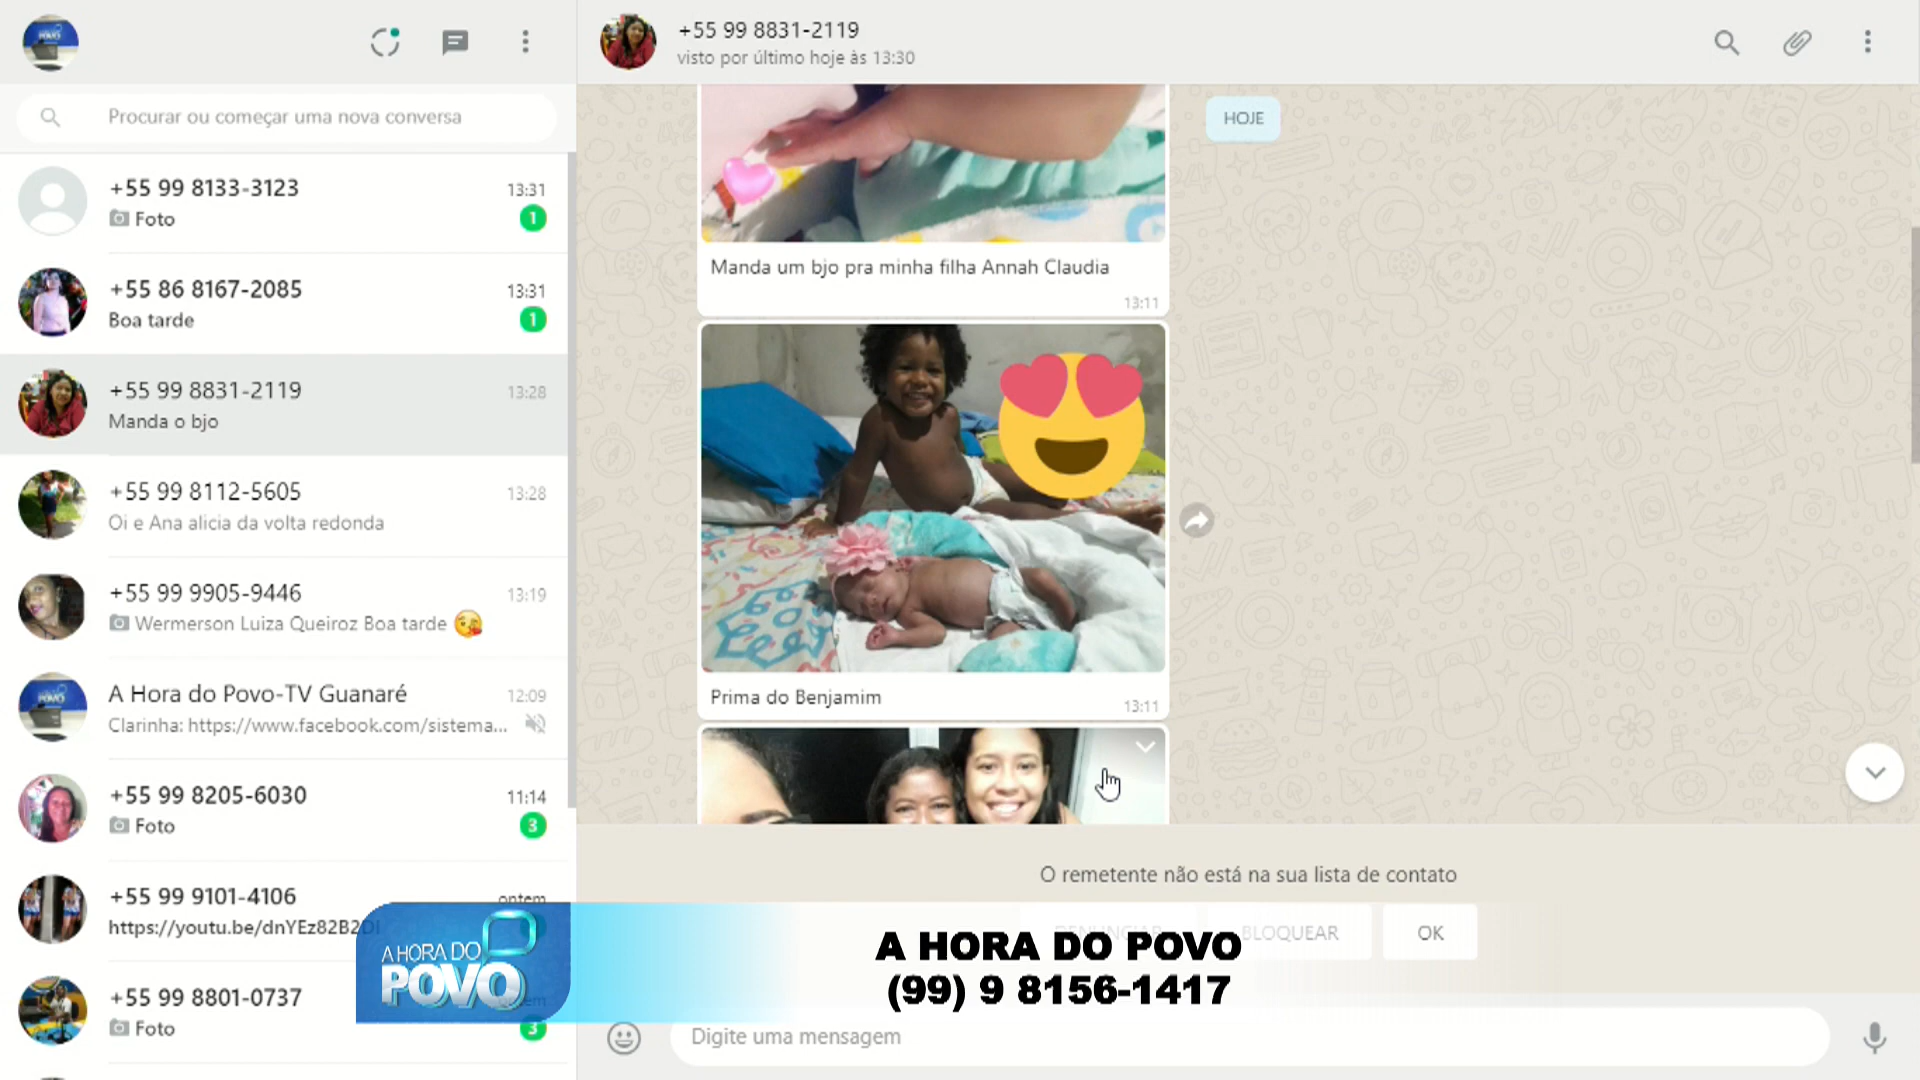 Procurar ou começar uma nova conversa
+55 99 8133-3123
13:31
Foto
1
+55 86 8167-2085
13:31
Boa tarde
1
+55 99 8831-2119
13:28
Manda o bjo
+55 99 8112-5605
13:28
Oi e Ana alicia da volta redonda
+55 99 9905-9446
13:19
Wermerson Luiza Queiroz Boa tarde
A Hora do Povo-TV Guanaré
12:09
Clarinha: https://www.facebook.com/sistema...
+55 99 8205-6030
11:14
Foto
3
+55 99 9101-4106
ontem
https://youtu.be/dnYEz82B2DI
+55 99 8801-0737
ontem
Foto
3
+55 99 8831-2119
visto por último hoje às 13:30
HOJE
Manda um bjo pra minha filha Annah Claudia
13:11
Prima do Benjamim
13:11
O remetente não está na sua lista de contato
DENUNCIAR
BLOQUEAR
OK
A HORA DO
POVO
A HORA DO POVO
(99) 9 8156-1417
Digite uma mensagem